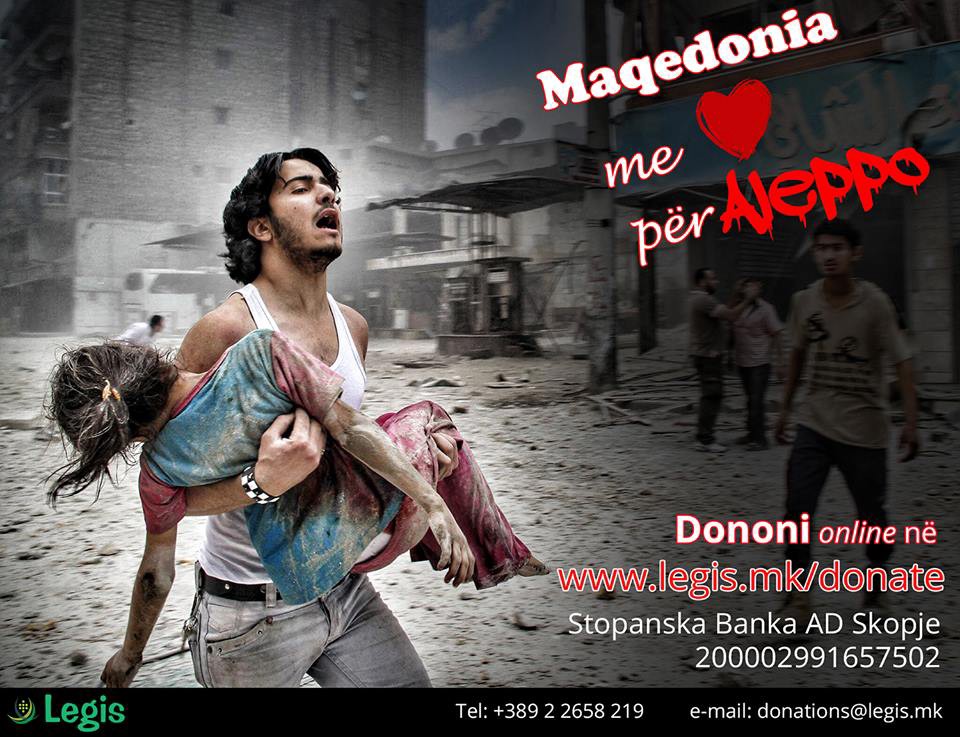 Maqedonia
me
për Aleppo
Dononi online në
www.legis.mk/donate
Stopanska Banka AD Skopje
200002991657502
Legis
Tel: +389 2 2658 219
e-mail: donations@legis.mk